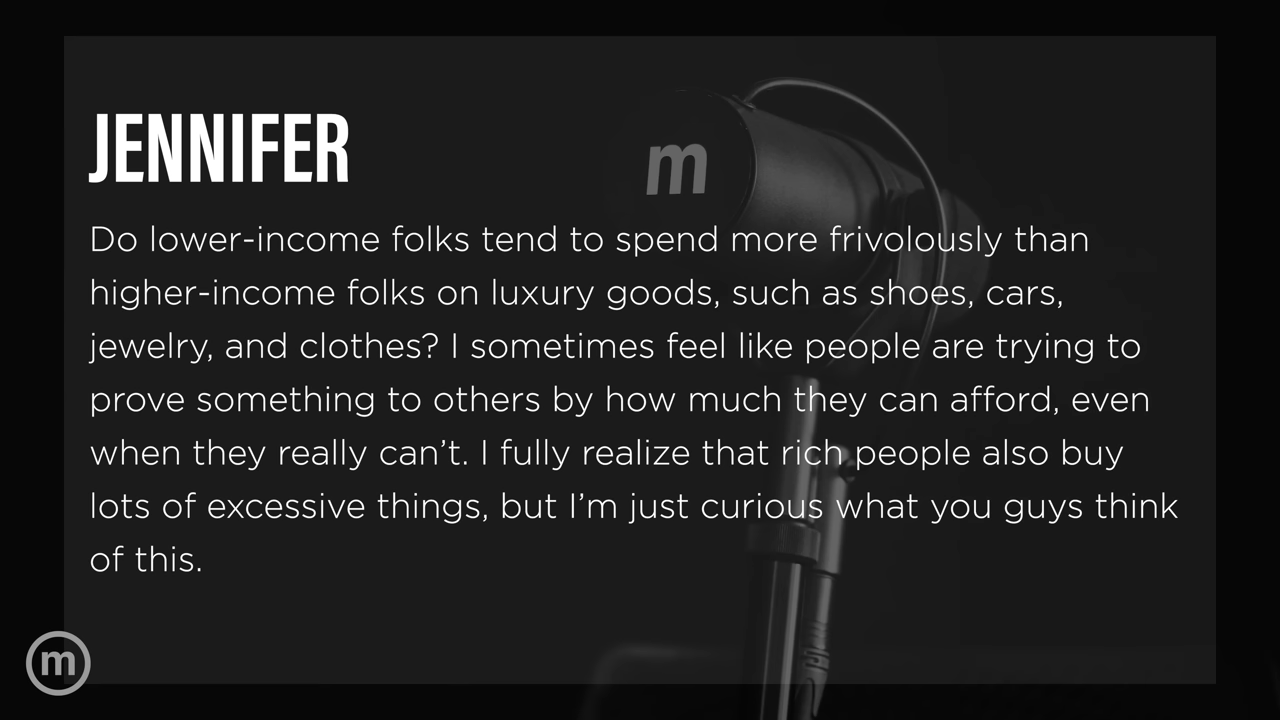 JENNIFER
m
Do lower-income folks tend to spend more frivolously than
higher-income folks on luxury goods, such as shoes, cars,
jewelry, and clothes? I sometimes feel like people are trying to
prove something to others by how much they can afford, even
when they really can’t. I fully realize that rich people also buy
lots of excessive things, but I’m just curious what you guys think
of this.
m